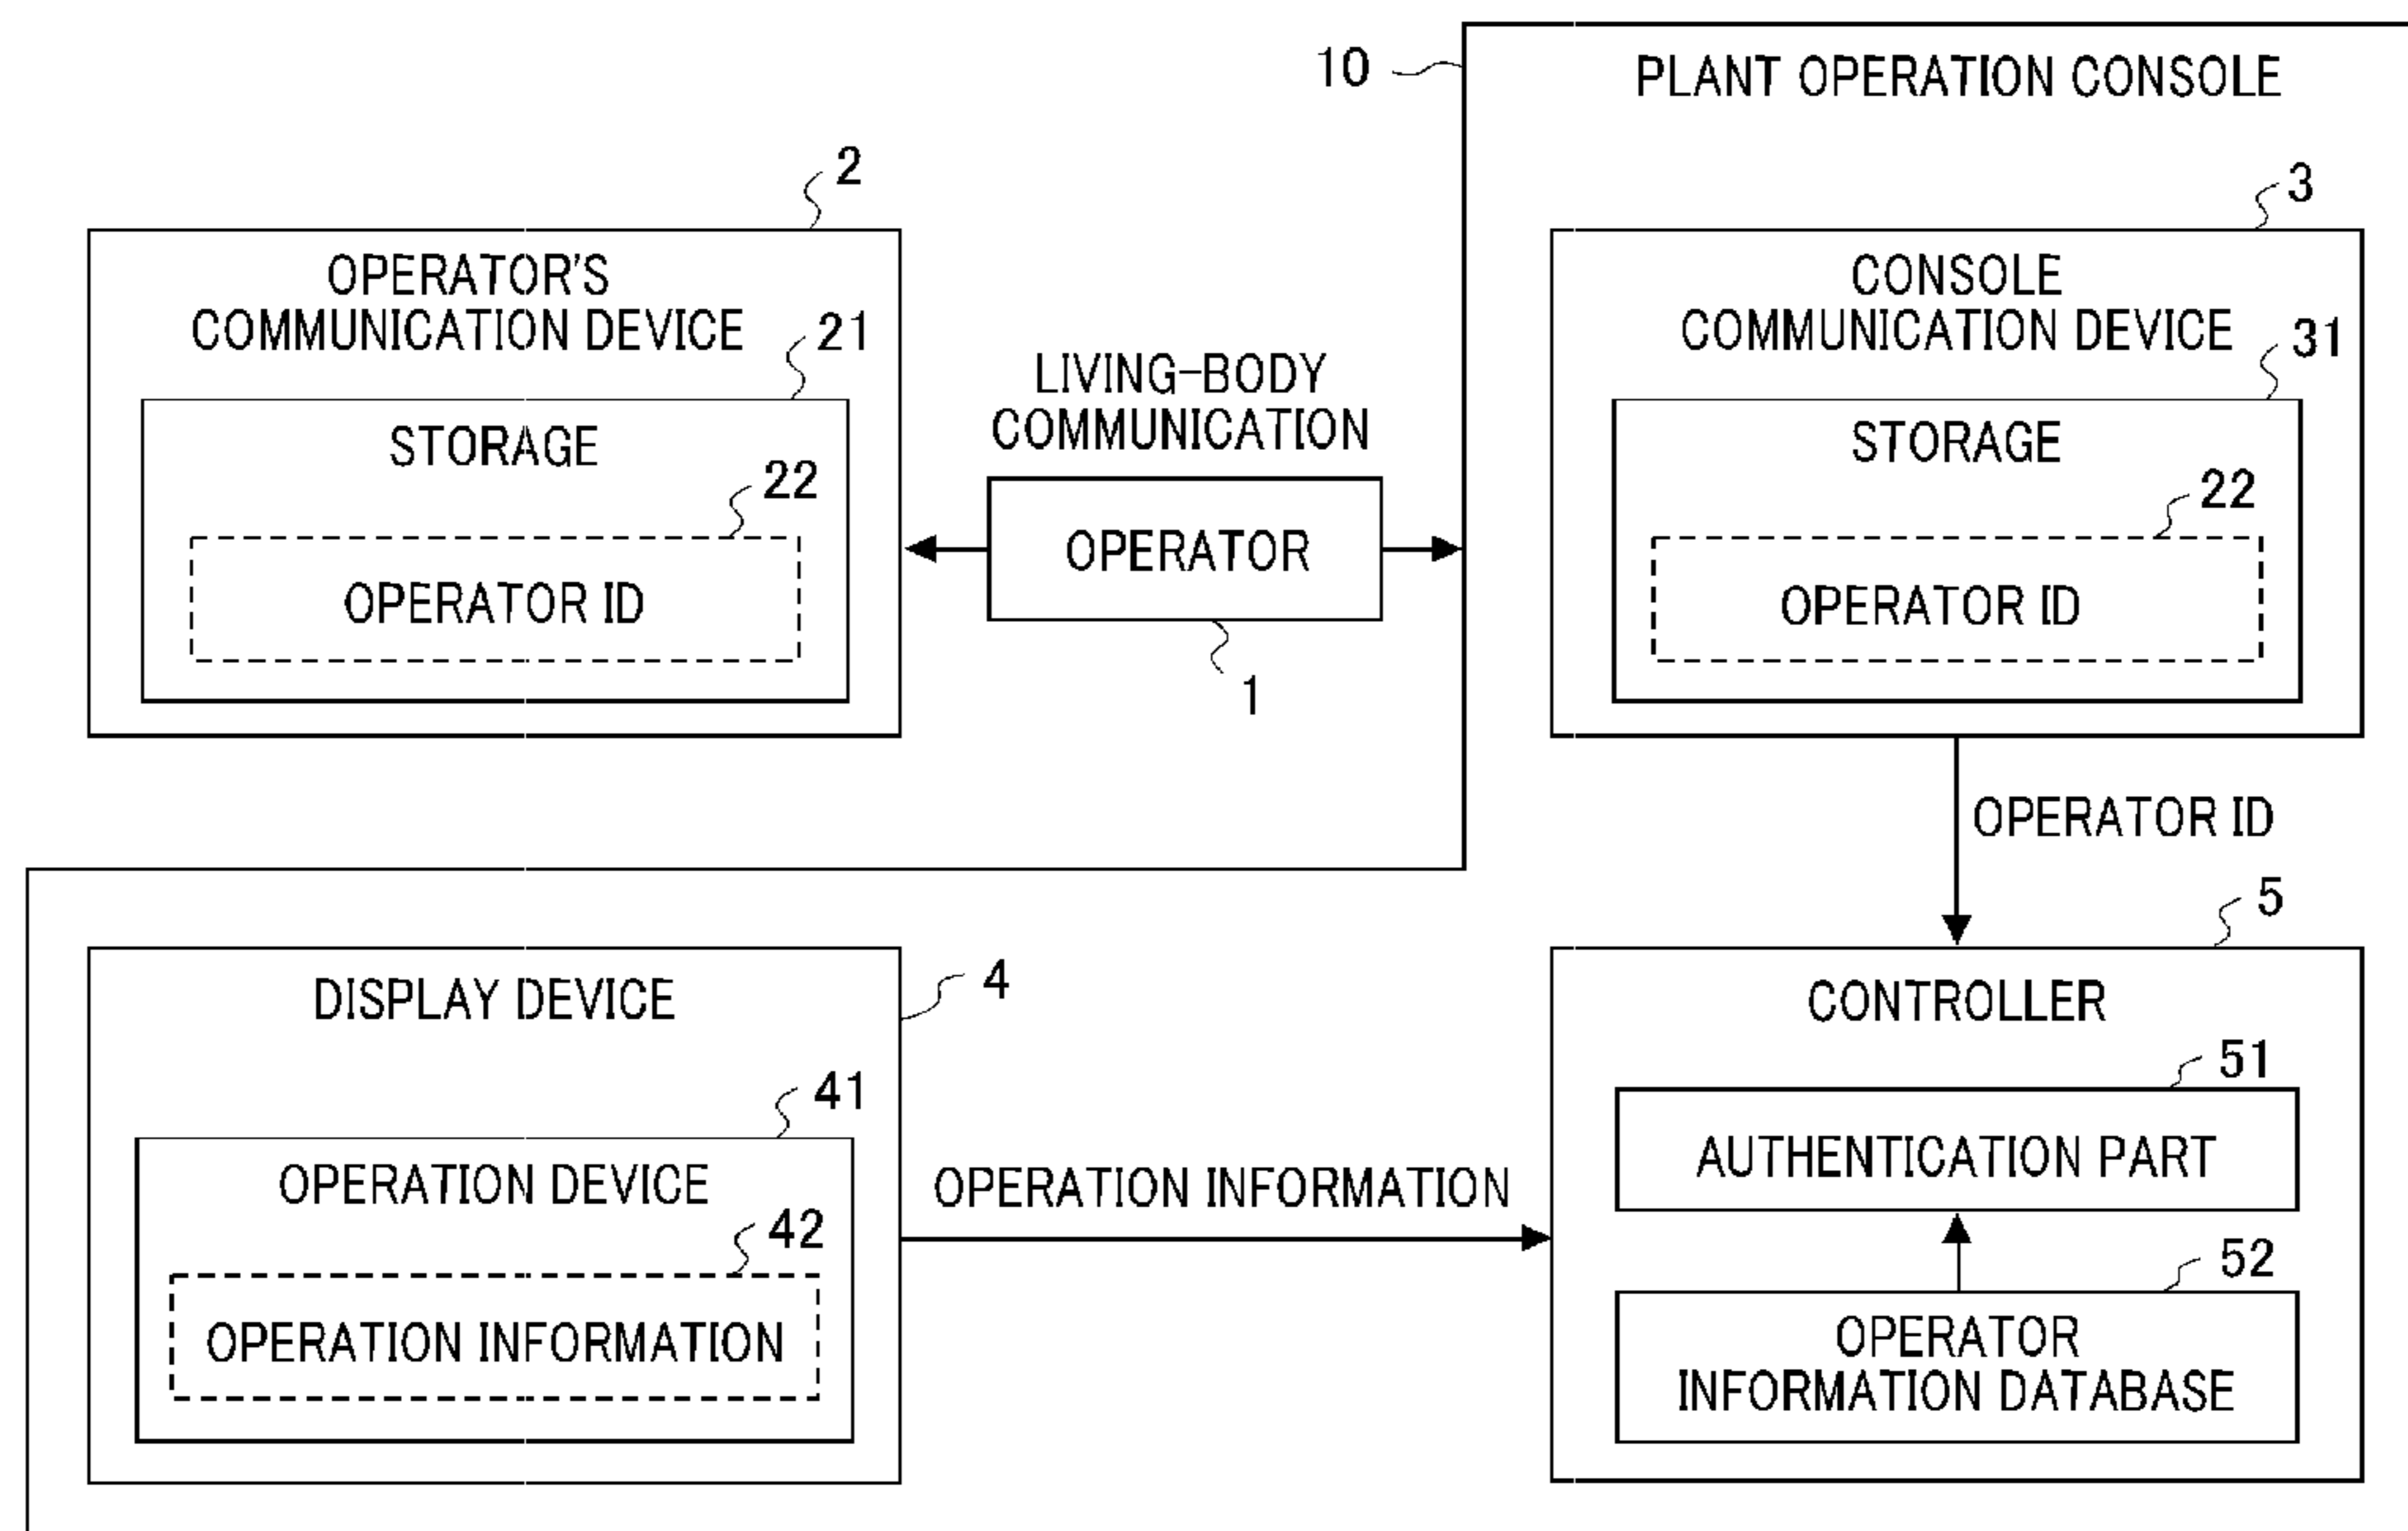 10
PLANT OPERATION CONSOLE
2
OPERATOR'S
COMMUNICATION DEVICE
21
STORAGE
22
OPERATOR ID
LIVING-BODY
COMMUNICATION
OPERATOR
1
3
CONSOLE
COMMUNICATION DEVICE
31
STORAGE
22
OPERATOR ID
OPERATOR ID
DISPLAY DEVICE
4
41
OPERATION DEVICE
42
OPERATION INFORMATION
OPERATION INFORMATION
5
CONTROLLER
51
AUTHENTICATION PART
52
OPERATOR
INFORMATION DATABASE